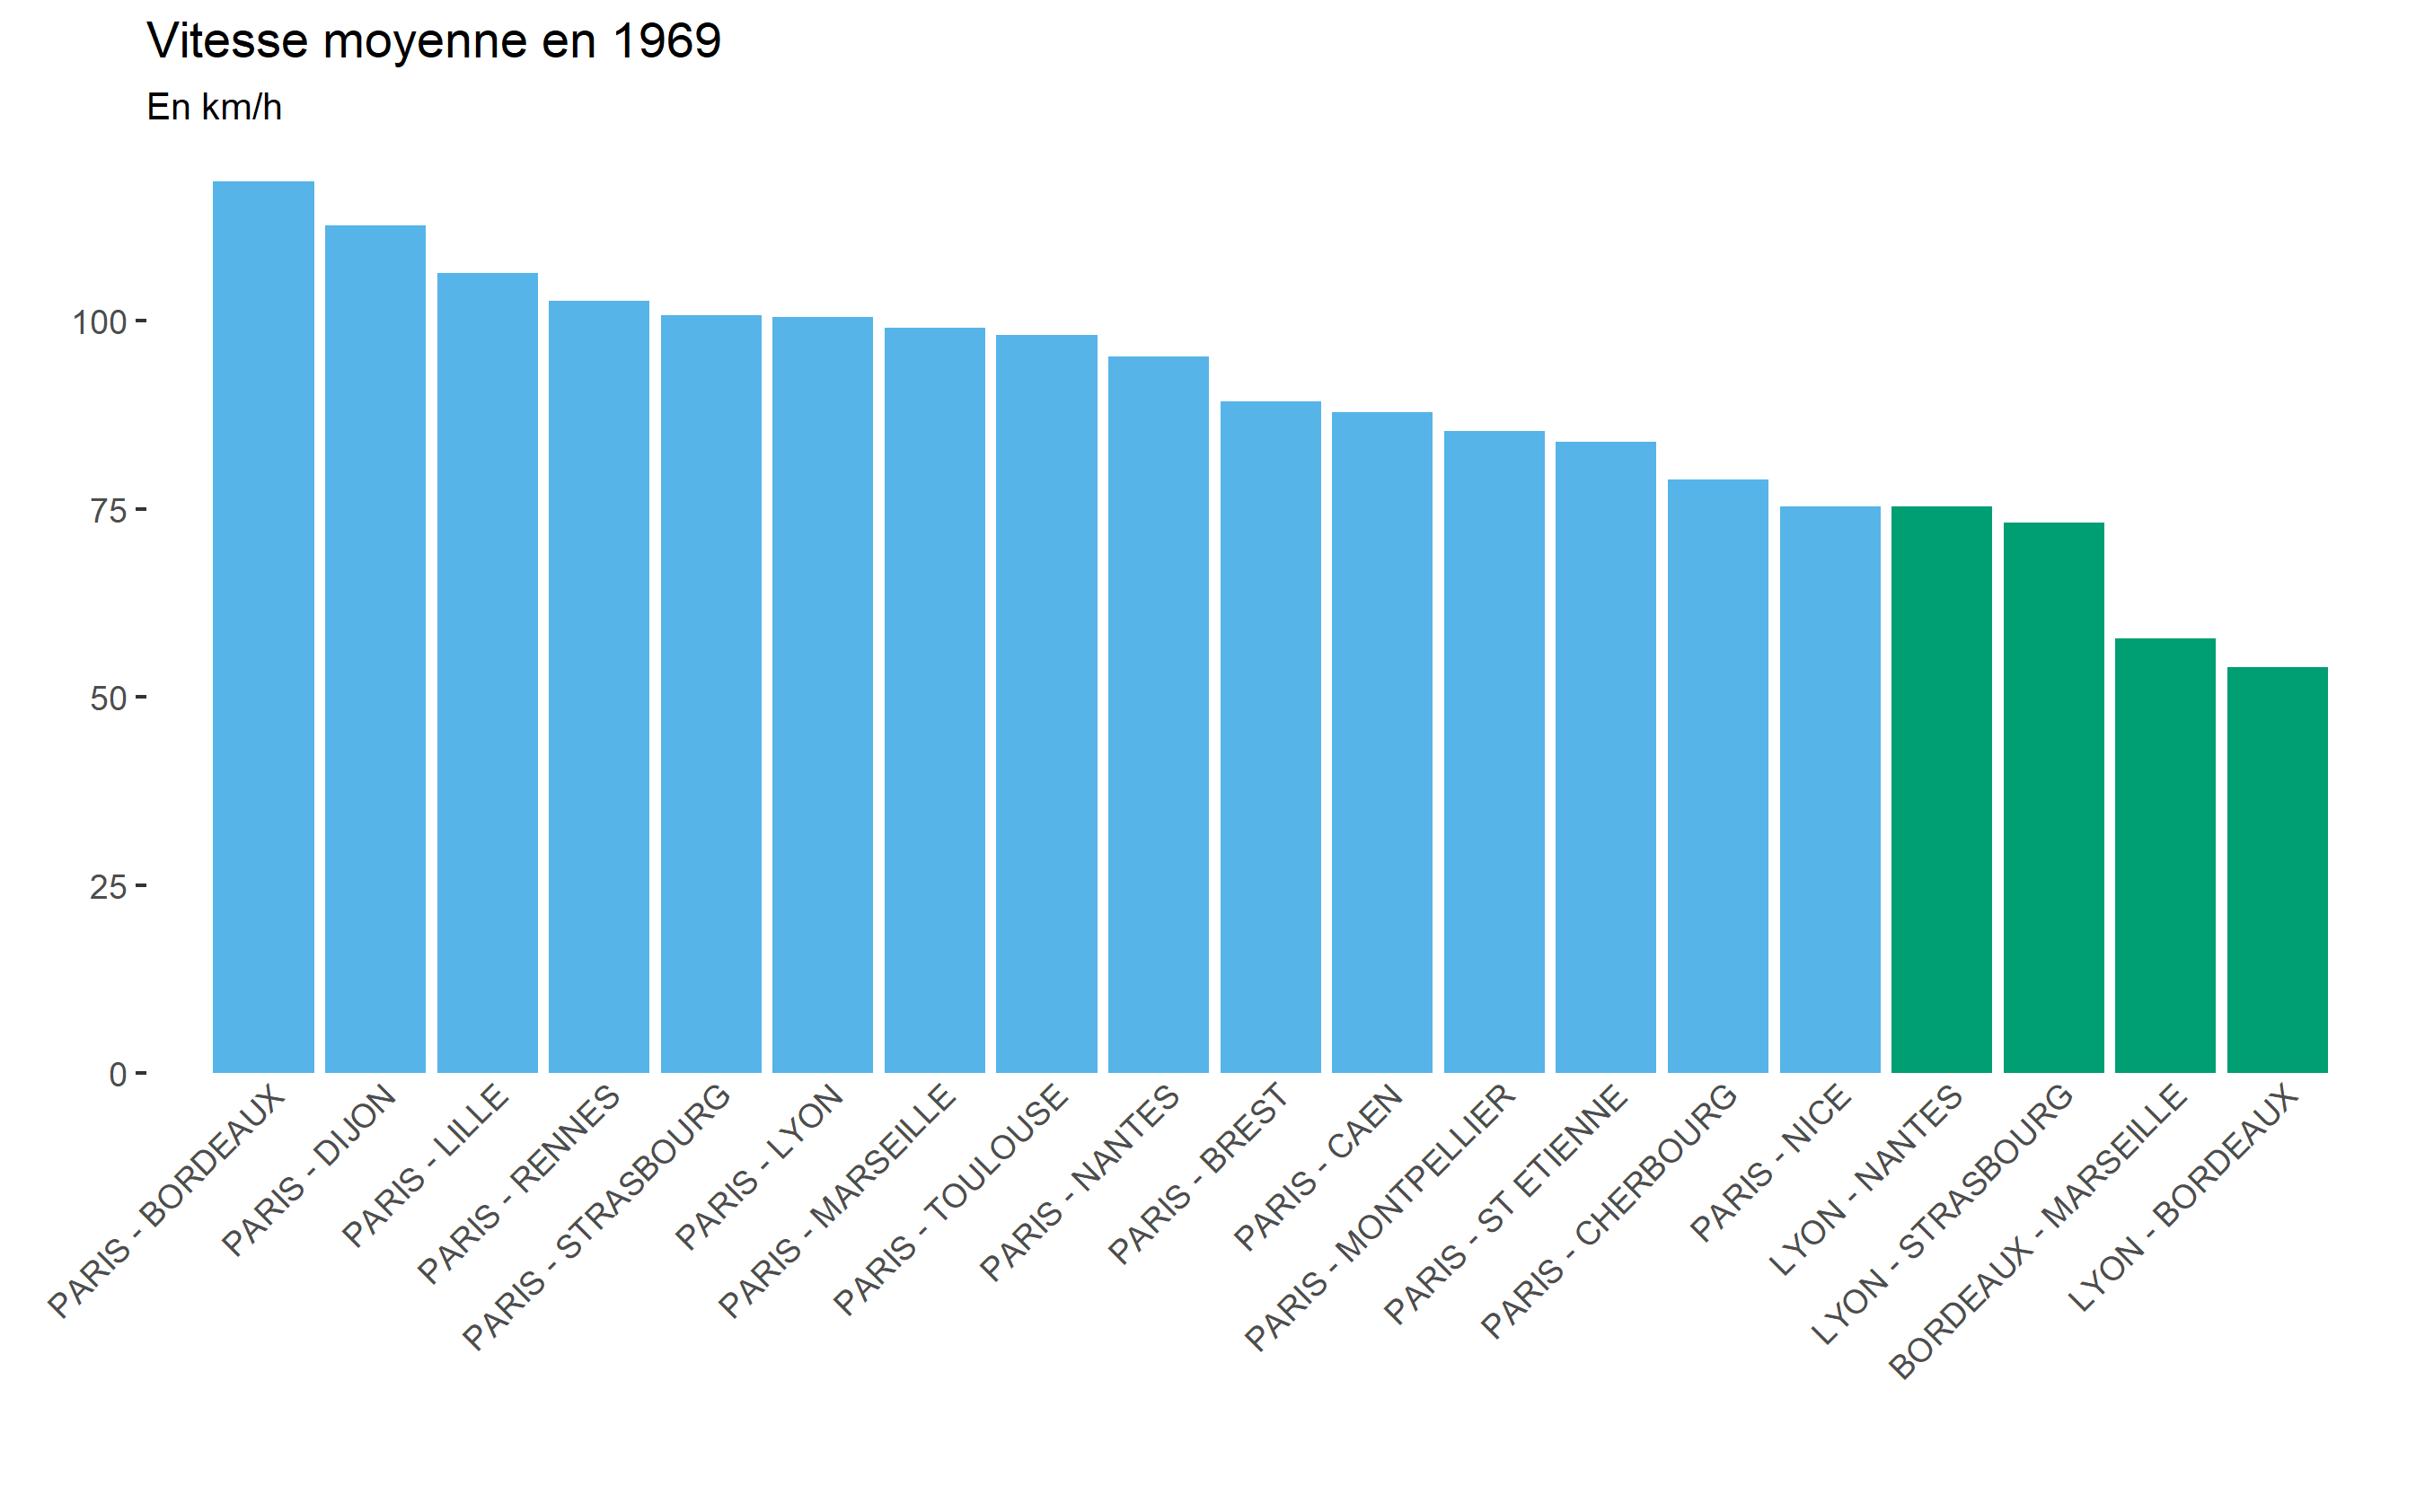 Vitesse moyenne en 1969
En km/h
100
75
50
25
0
PARIS - BORDEAUX
PARIS - DIJON
PARIS - LILLE
PARIS - RENNES
PARIS - STRASBOURG
PARIS - LYON
PARIS - MARSEILLE
PARIS - TOULOUSE
PARIS - NANTES
PARIS - BREST
PARIS - CAEN
PARIS - MONTPELLIER
PARIS - ST ETIENNE
PARIS - CHERBOURG
PARIS - NICE
LYON - NANTES
LYON - STRASBOURG
BORDEAUX - MARSEILLE
LYON - BORDEAUX